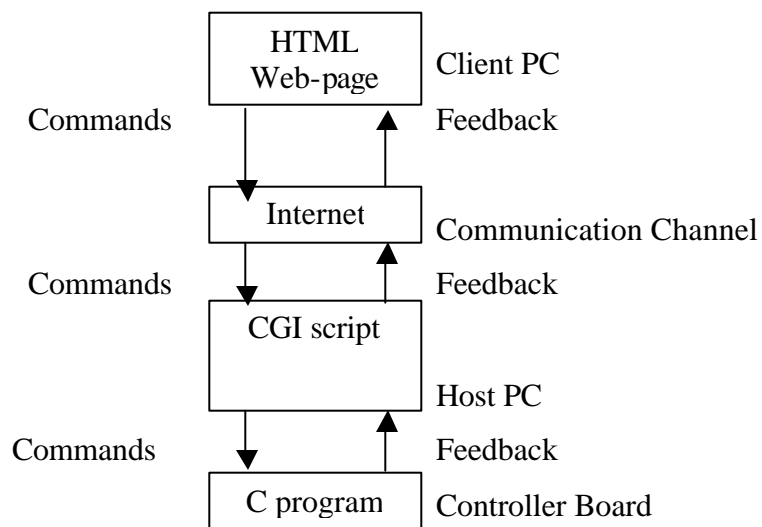 HTML
Web-page
Client PC
Commands
Feedback
Internet
Communication Channel
Commands
Feedback
CGI script
Host PC
Commands
Feedback
C program
Controller Board